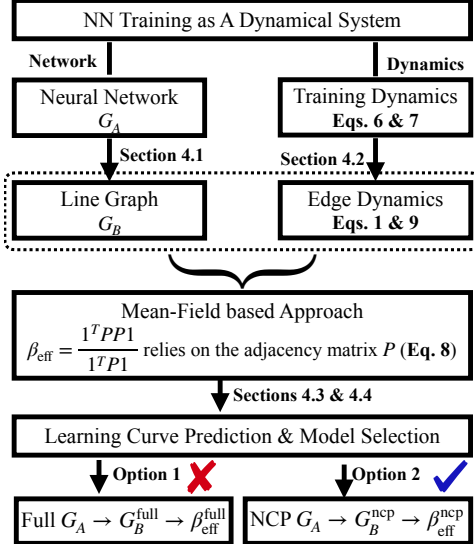 NN Training as A Dynamical System
Network
Dynamics
Neural Network
G_A
Training Dynamics
Eqs. 6 & 7
Section 4.1
Section 4.2
Line Graph
G_B
Edge Dynamics
Eqs. 1 & 9
Mean-Field based Approach
β_eff = 1^T PP1 / 1^T P1 relies on the adjacency matrix P (Eq. 8)
Sections 4.3 & 4.4
Learning Curve Prediction & Model Selection
Option 1
Option 2
Full G_A → G_B^full → β_eff^full
NCP G_A → G_B^ncp → β_eff^ncp